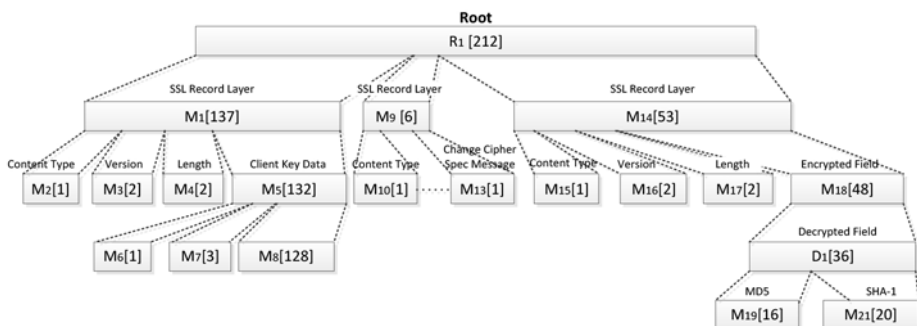 Root
R1 [212]
SSL Record Layer
SSL Record Layer
SSL Record Layer
M1[137]
M9 [6]
M14[53]
Content Type
Version
Length
Client Key Data
Content Type
Change Cipher
Spec Message
Content Type
Version
Length
Encrypted Field
M2[1]
M3[2]
M4[2]
M5[132]
M10[1]
M13[1]
M15[1]
M16[2]
M17[2]
M18[48]
M6[1]
M7[3]
M8[128]
Decrypted Field
D1[36]
MD5
SHA-1
M19[16]
M21[20]